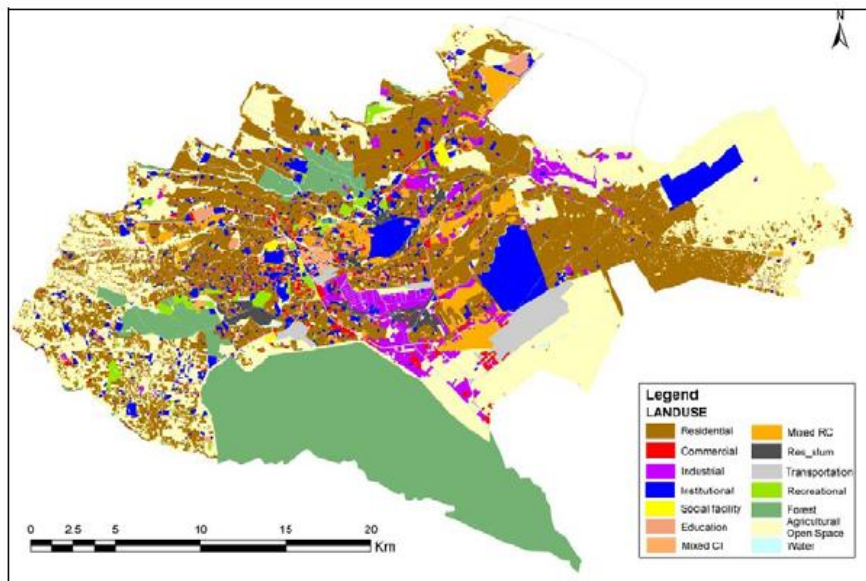 N
Legend
LANDUSE
Residential
Commercial
Industrial
Institutional
Social facility
Education
Mixed CI
Mixed RC
Res_slum
Transportation
Recreational
Forest
Agricultural
Open Space
Water
0 2.5 5 10 15 20
Km